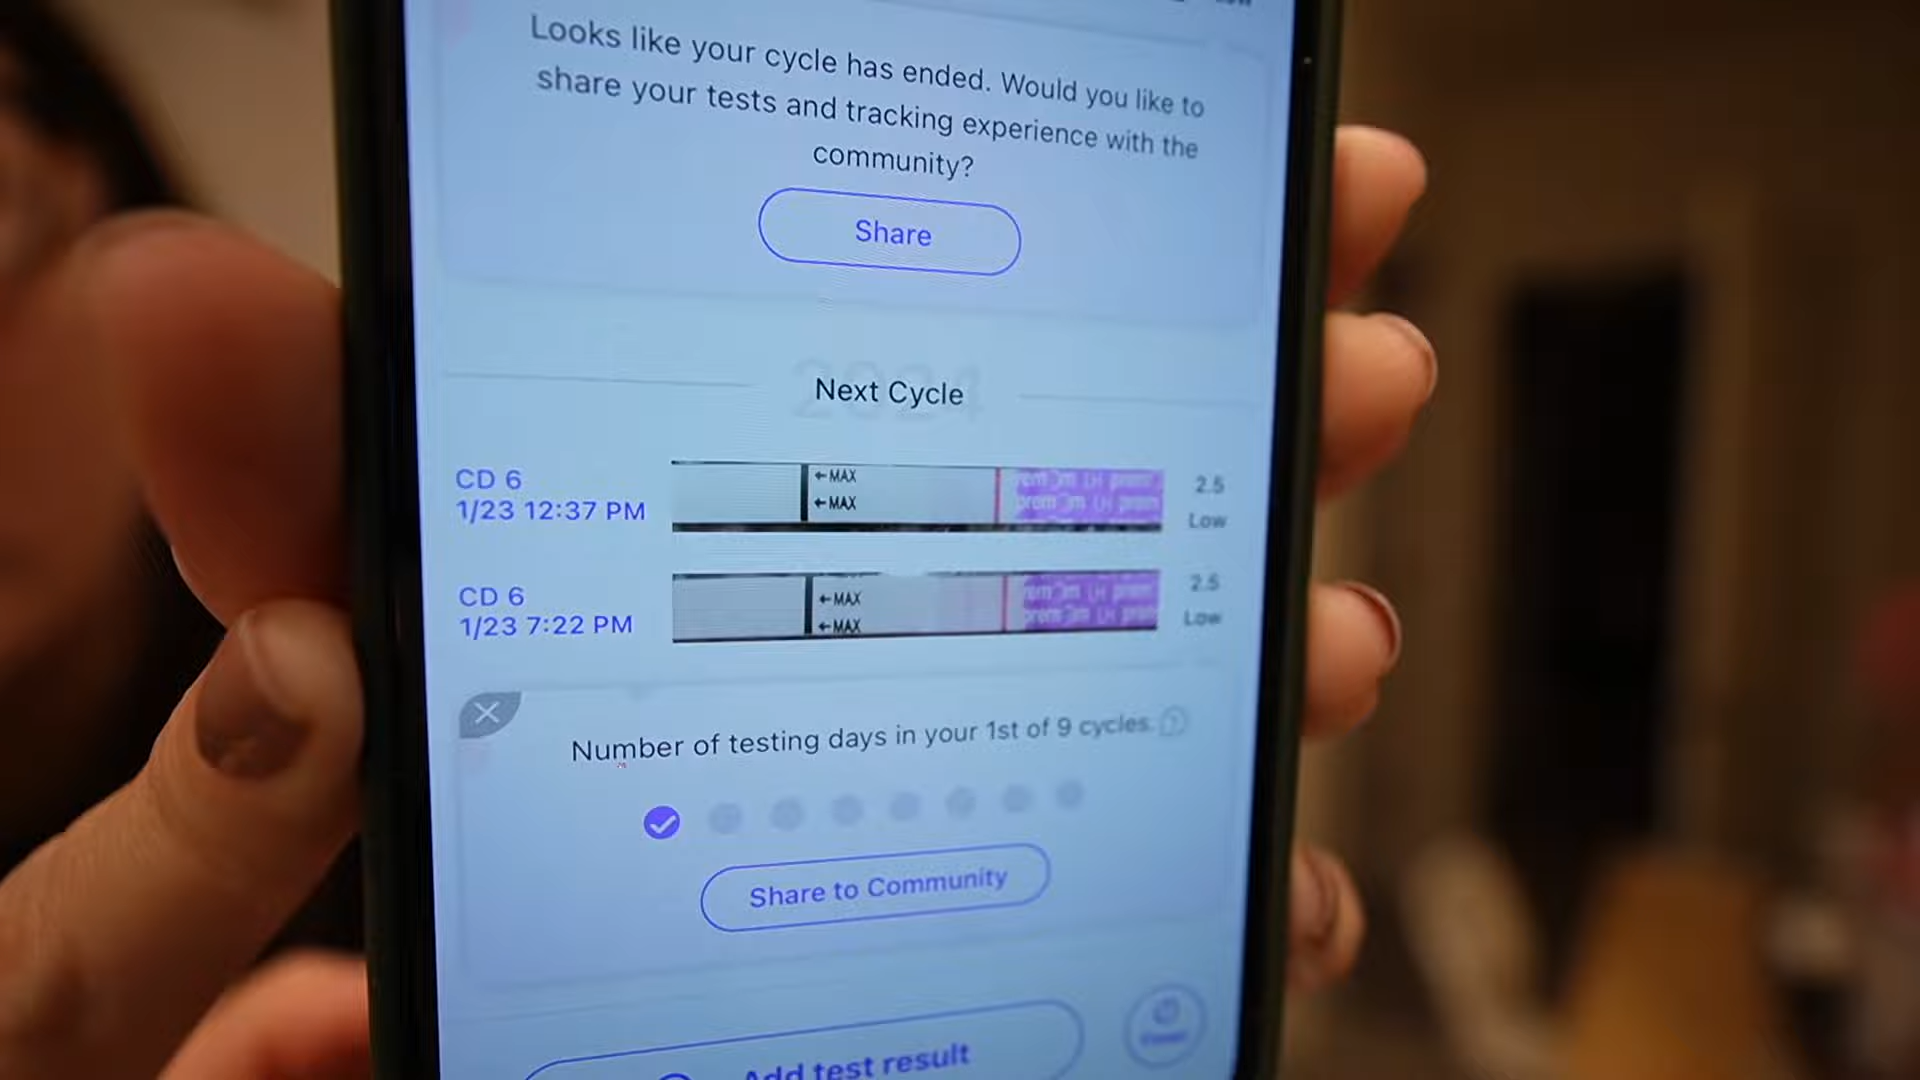 Looks like your cycle has ended. Would you like to
share your tests and tracking experience with the
community?
Share
2024
Next Cycle
CD 6
1/23 12:37 PM
←MAX
←MAX
2.5
Low
CD 6
1/23 7:22 PM
←MAX
←MAX
2.5
Low
Number of testing days in your 1st of 9 cycles
Share to Community
Add test result